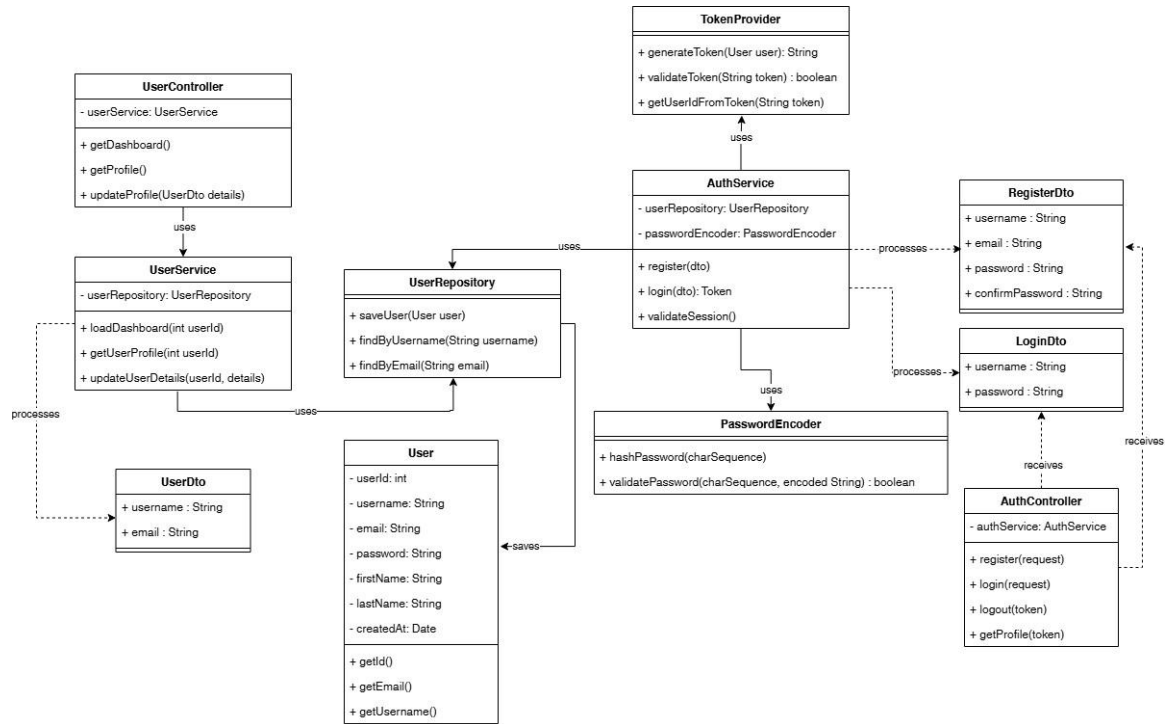 TokenProvider
+ generateToken(User user): String
+ validateToken(String token) : boolean
+ getUserIdFromToken(String token)
uses
UserController
- userService: UserService
+ getDashboard()
+ getProfile()
+ updateProfile(UserDto details)
uses
UserService
- userRepository: UserRepository
+ loadDashboard(int userId)
+ getUserProfile(int userId)
+ updateUserDetails(userId, details)
processes
uses
UserDto
+ username : String
+ email : String
UserRepository
+ saveUser(User user)
+ findByUsername(String username)
+ findByEmail(String email)
uses
saves
User
- userId: int
- username: String
- email: String
- password: String
- firstName: String
- lastName: String
- createdAt: Date
+ getId()
+ getEmail()
+ getUsername()
AuthService
- userRepository: UserRepository
- passwordEncoder: PasswordEncoder
+ register(dto)
+ login(dto): Token
+ validateSession()
processes
processes
uses
PasswordEncoder
+ hashPassword(charSequence)
+ validatePassword(charSequence, encoded String) : boolean
RegisterDto
+ username : String
+ email : String
+ password : String
+ confirmPassword : String
LoginDto
+ username : String
+ password : String
receives
receives
AuthController
- authService: AuthService
+ register(request)
+ login(request)
+ logout(token)
+ getProfile(token)